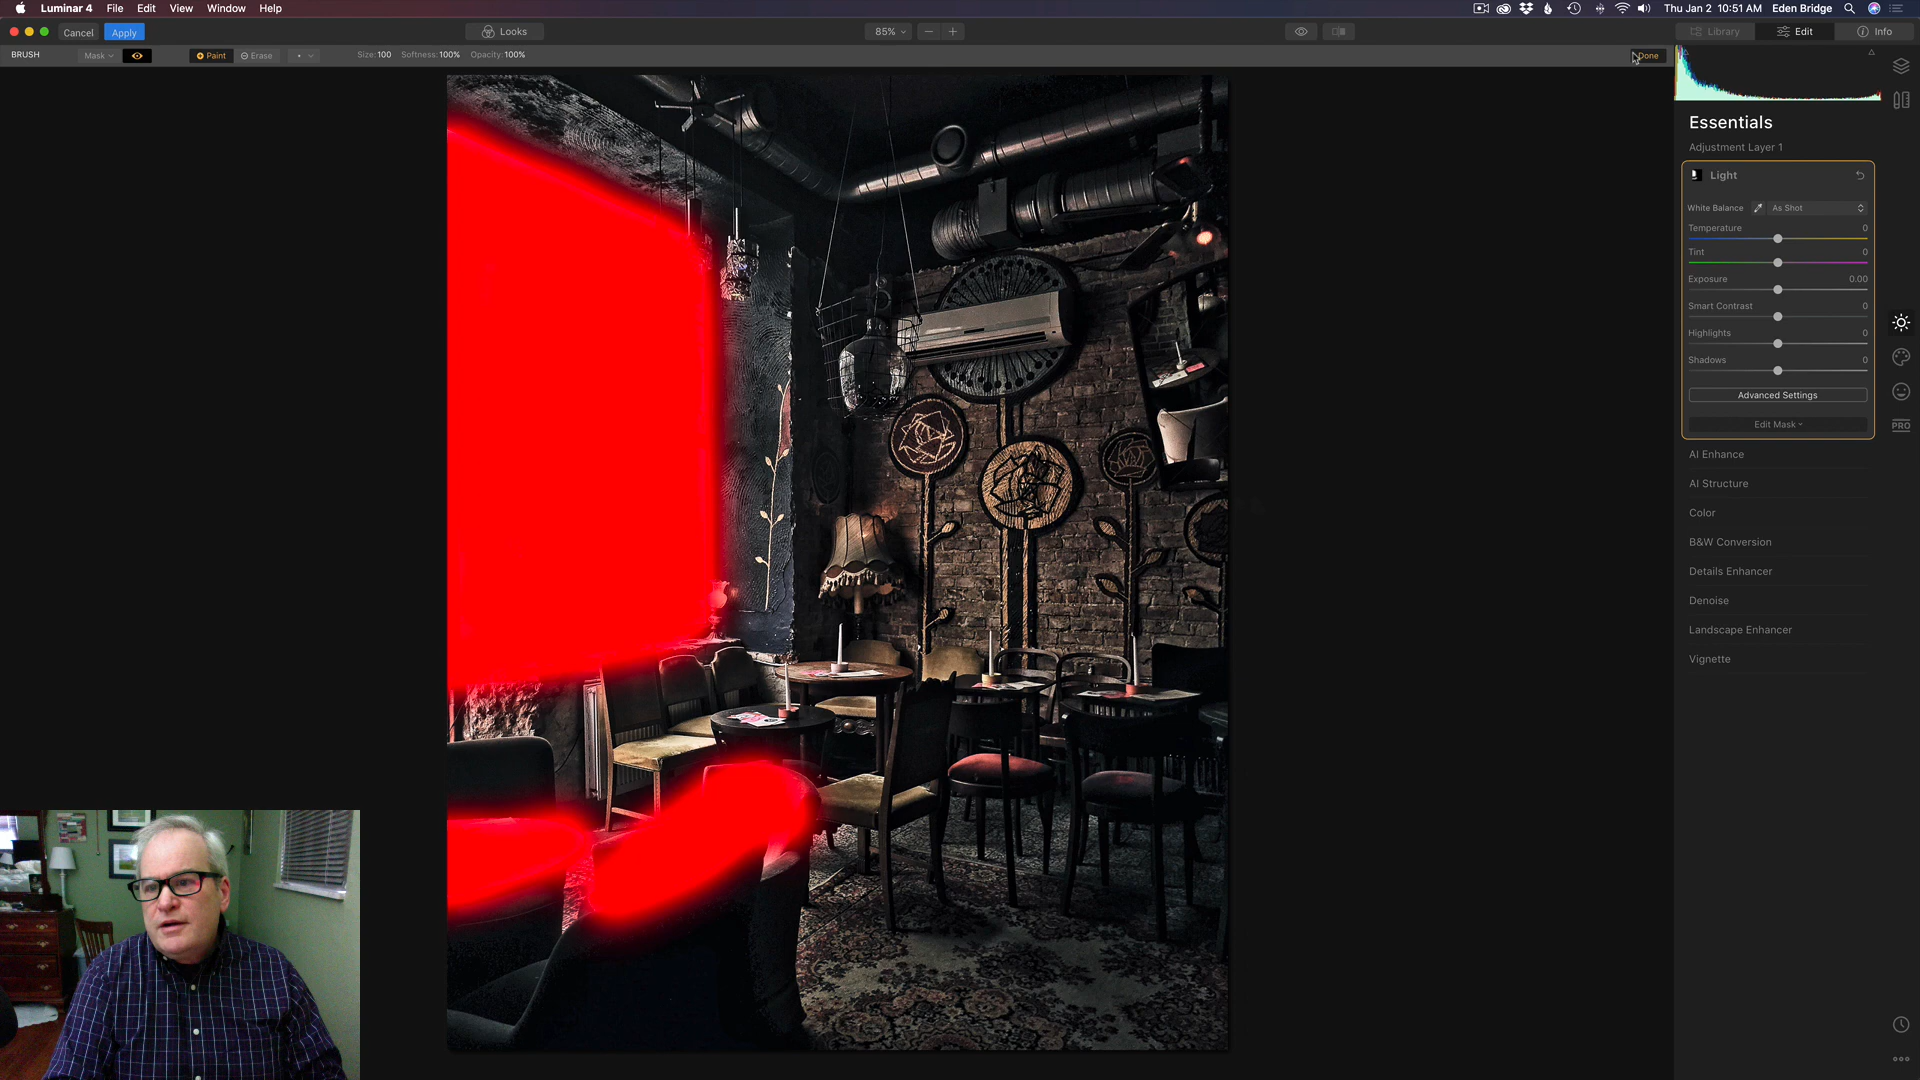 Luminar 4 File Edit View Window Help Thu Jan 2 10:51 AM Eden Bridge
Cancel Apply Looks 85% Library Edit Info
BRUSH Mask Paint Erase Size:100 Softness:100% Opacity:100% Done
Essentials
Adjustment Layer 1
Light
White Balance As Shot
Temperature 0
Tint 0
Exposure 0.00
Smart Contrast 0
Highlights 0
Shadows 0
Advanced Settings
Edit Mask
PRO
AI Enhance
AI Structure
Color
B&W Conversion
Details Enhancer
Denoise
Landscape Enhancer
Vignette